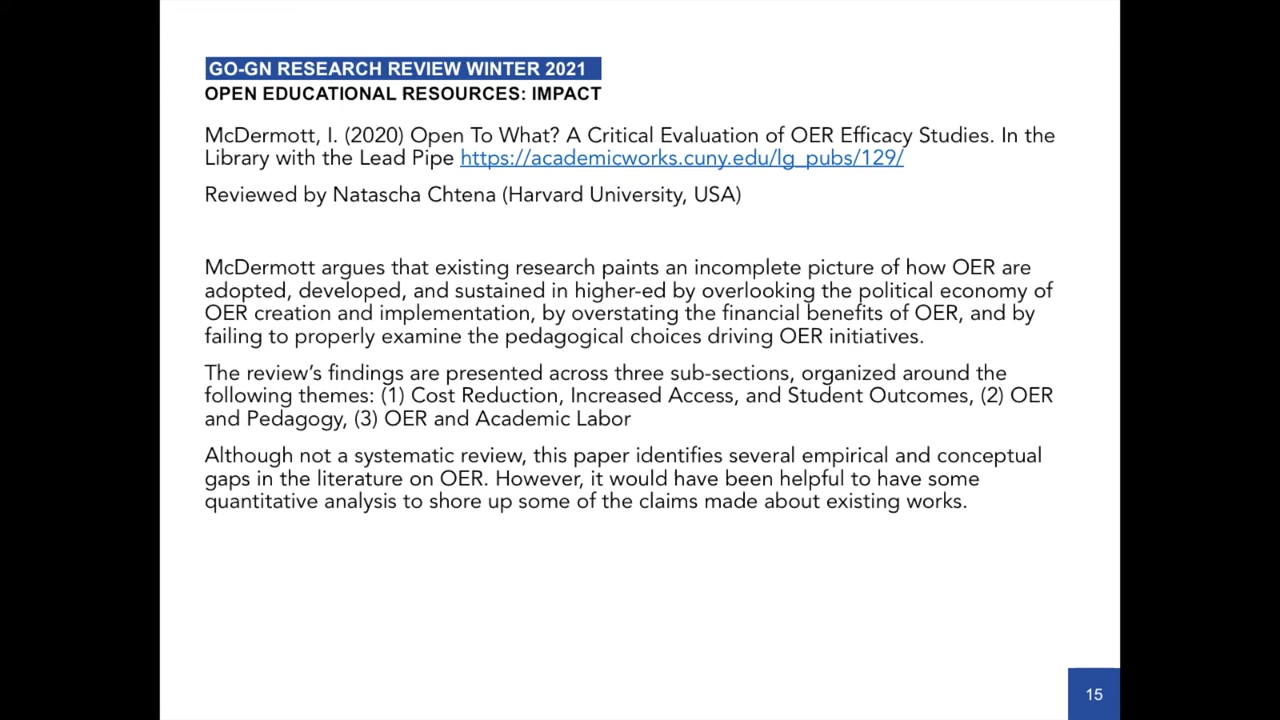 GO-GN RESEARCH REVIEW WINTER 2021
OPEN EDUCATIONAL RESOURCES: IMPACT
McDermott, I. (2020) Open To What? A Critical Evaluation of OER Efficacy Studies. In the
Library with the Lead Pipe https://academicworks.cuny.edu/lg_pubs/129/
Reviewed by Natascha Chtena (Harvard University, USA)
McDermott argues that existing research paints an incomplete picture of how OER are
adopted, developed, and sustained in higher-ed by overlooking the political economy of
OER creation and implementation, by overstating the financial benefits of OER, and by
failing to properly examine the pedagogical choices driving OER initiatives.
The review’s findings are presented across three sub-sections, organized around the
following themes: (1) Cost Reduction, Increased Access, and Student Outcomes, (2) OER
and Pedagogy, (3) OER and Academic Labor
Although not a systematic review, this paper identifies several empirical and conceptual
gaps in the literature on OER. However, it would have been helpful to have some
quantitative analysis to shore up some of the claims made about existing works.
15